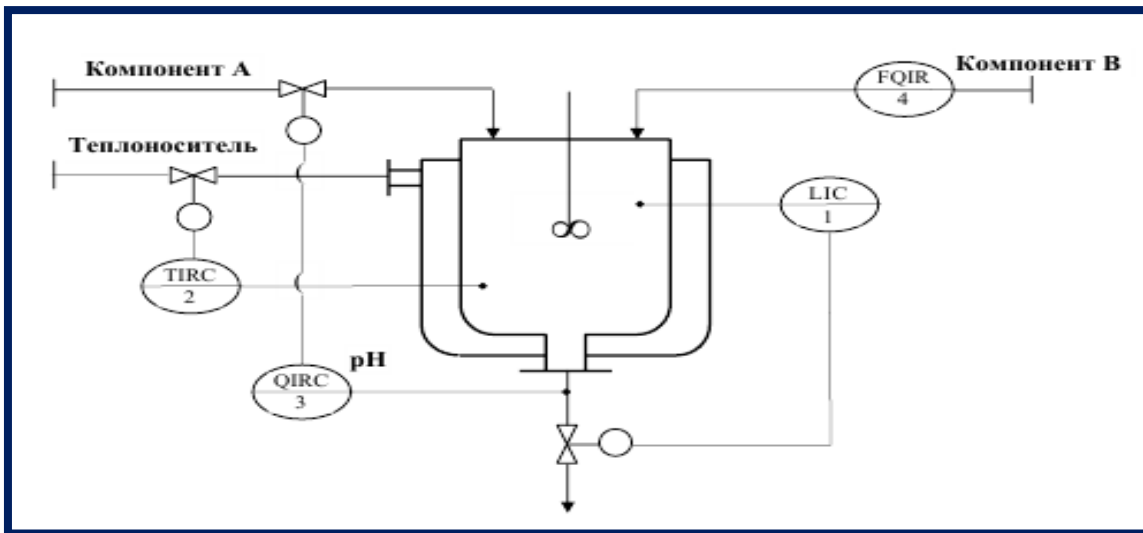 Компонент А
FQIR
4
Компонент В
Теплоноситель
LIC
1
TIRC
2
pH
QIRC
3